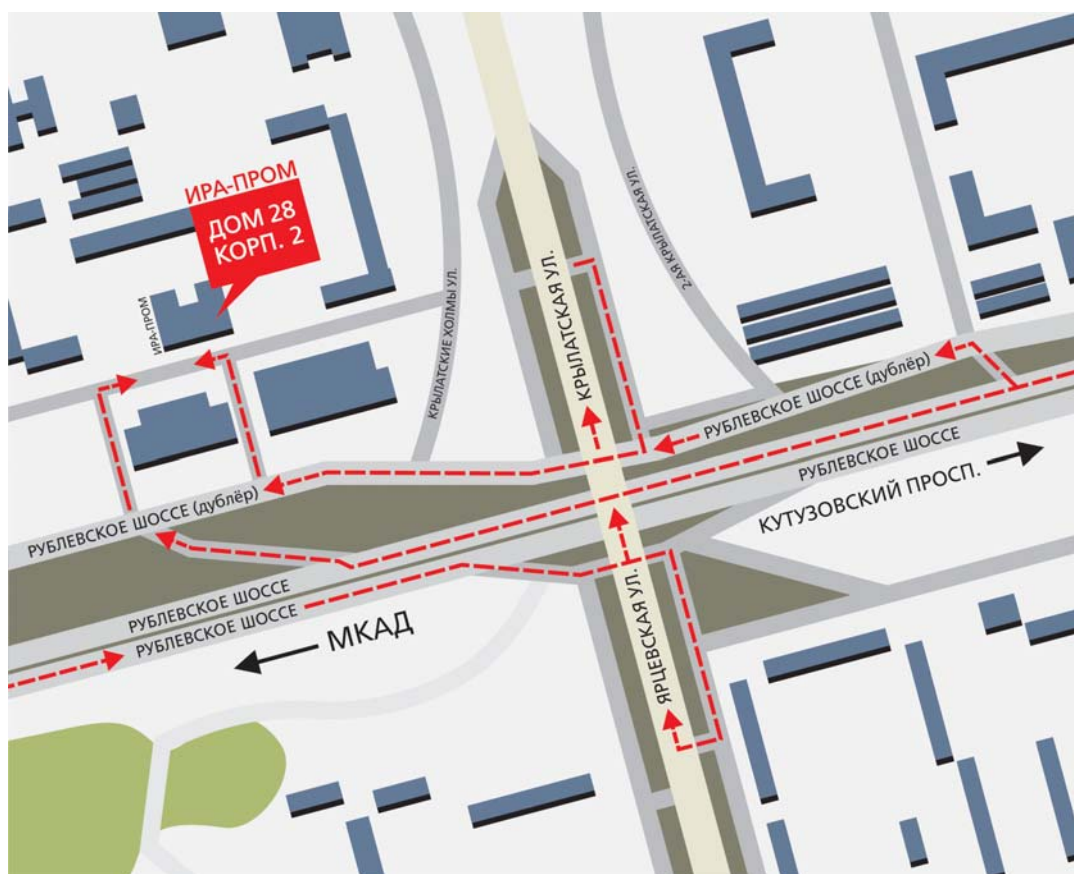 ИРА-ПРОМ
ДОМ 28
КОРП. 2
ИРА-ПРОМ
КРЫЛАТСКИЕ ХОЛМЫ УЛ.
КРЫЛАТСКАЯ УЛ.
2-АЯ КРЫЛАТСКАЯ УЛ.
РУБЛЕВСКОЕ ШОССЕ (дублёр)
РУБЛЕВСКОЕ ШОССЕ
КУТУЗОВСКИЙ ПРОСП.
РУБЛЕВСКОЕ ШОССЕ (дублёр)
РУБЛЕВСКОЕ ШОССЕ
РУБЛЕВСКОЕ ШОССЕ
МКАД
ЯРЦЕВСКАЯ УЛ.